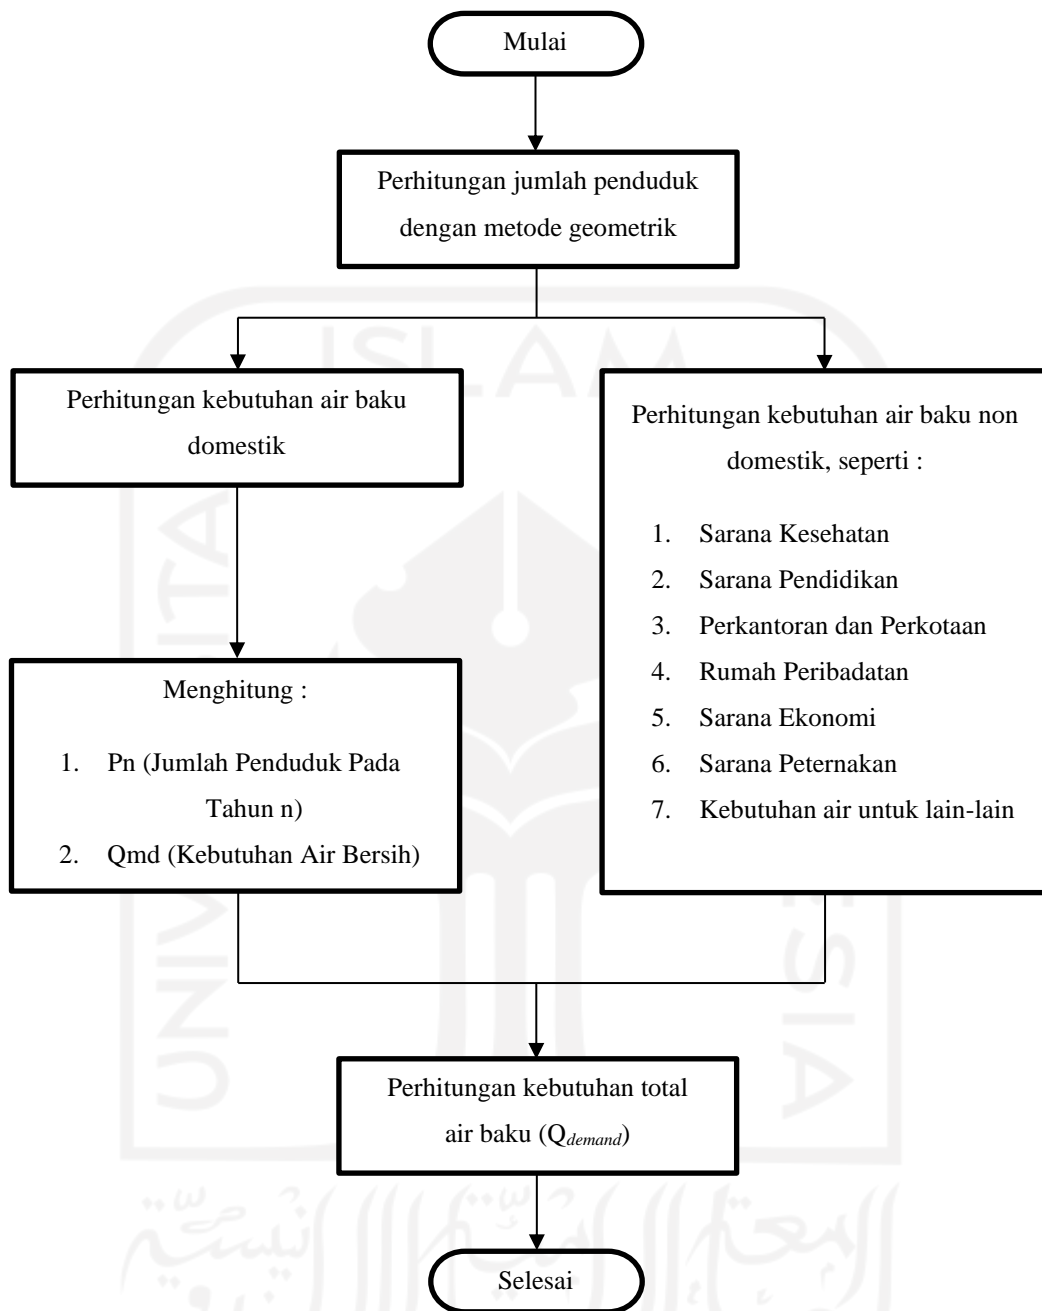 Mulai
Perhitungan jumlah penduduk
dengan metode geometrik
Perhitungan kebutuhan air baku
domestik
Menghitung :
1. Pn (Jumlah Penduduk Pada
Tahun n)
2. Qmd (Kebutuhan Air Bersih)
Perhitungan kebutuhan air baku non
domestik, seperti :
1. Sarana Kesehatan
2. Sarana Pendidikan
3. Perkantoran dan Perkotaan
4. Rumah Peribadatan
5. Sarana Ekonomi
6. Sarana Peternakan
7. Kebutuhan air untuk lain-lain
Perhitungan kebutuhan total
air baku (Qdemand)
Selesai
ISLAM